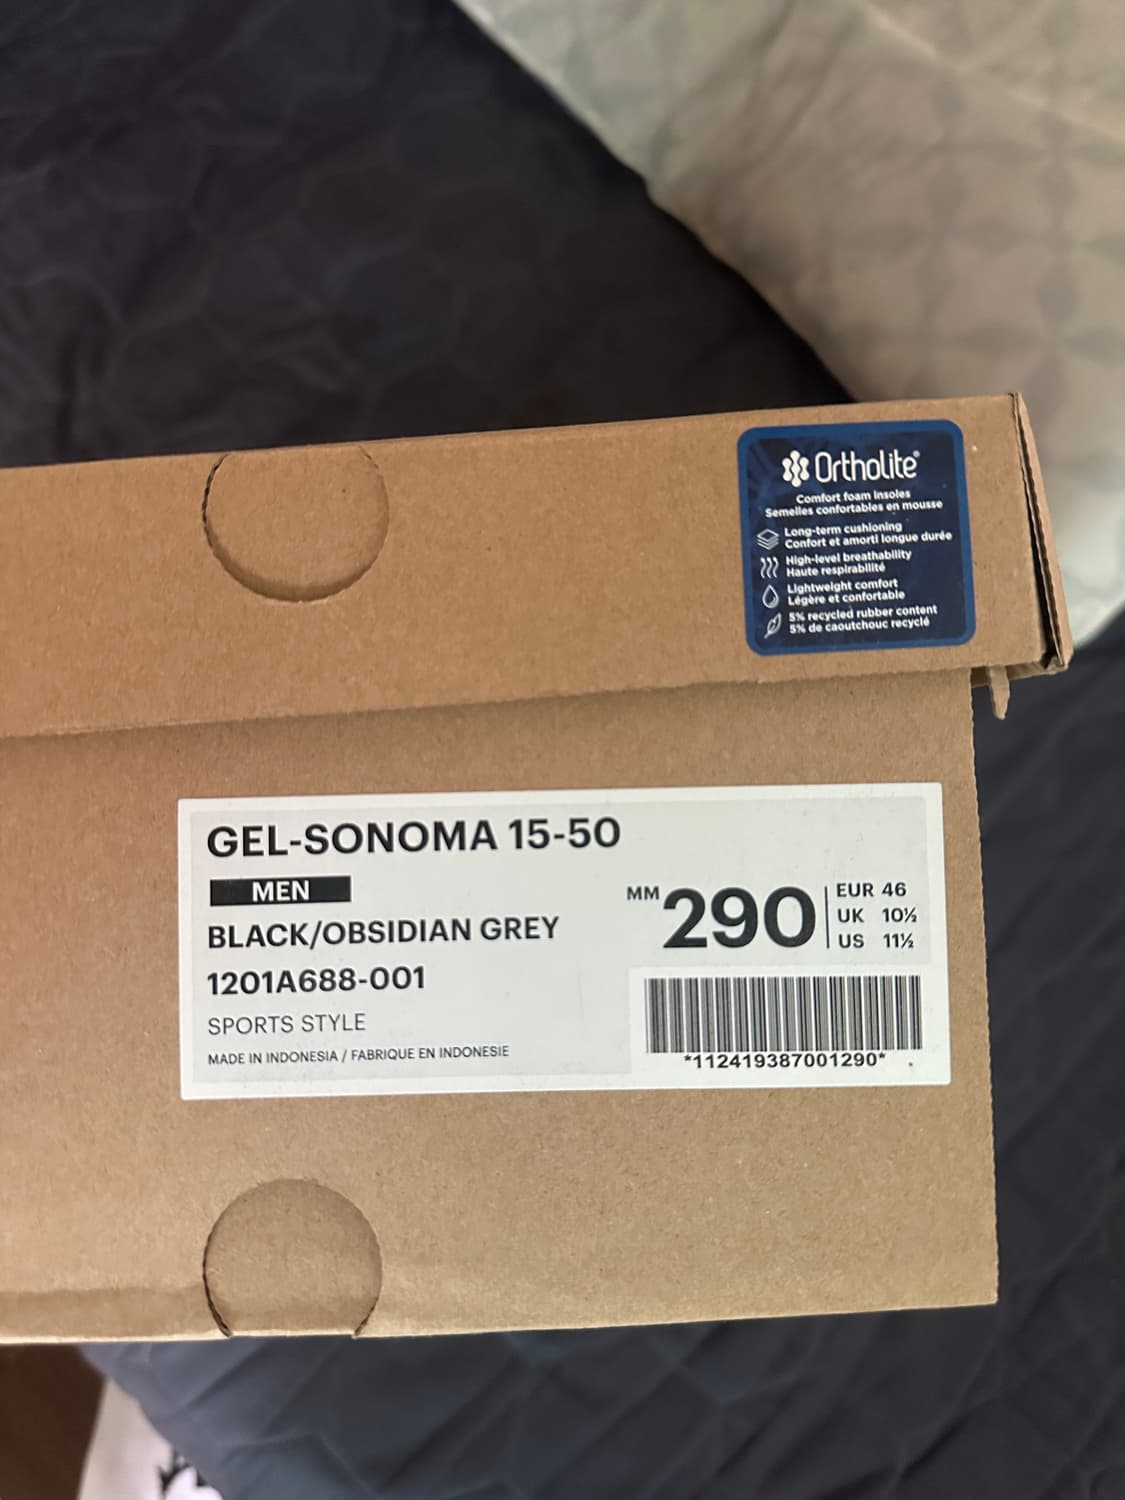 Ortholite®
Comfort foam insoles
Semelles confortables en mousse
Long-term cushioning
Confort et amorti longue durée
High-level breathability
Haute respirabilité
Lightweight comfort
Légère et confortable
5% recycled rubber content
5% de caoutchouc recyclé
GEL-SONOMA 15-50
MEN
BLACK/OBSIDIAN GREY
1201A688-001
SPORTS STYLE
MADE IN INDONESIA / FABRIQUE EN INDONESIE
MM 290
EUR 46
UK 10½
US 11½
*112419387001290*